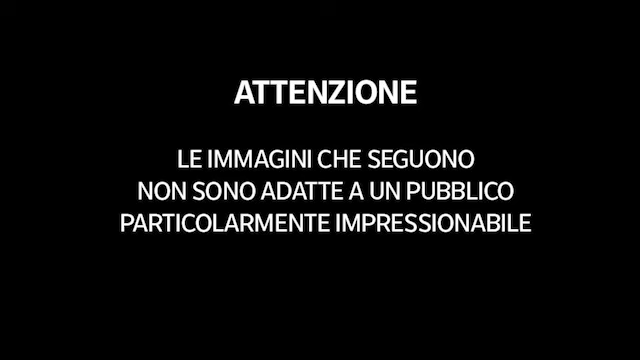 ATTENZIONE
LE IMMAGINI CHE SEGUONO
NON SONO ADATTE A UN PUBBLICO
PARTICOLARMENTE IMPRESSIONABILE